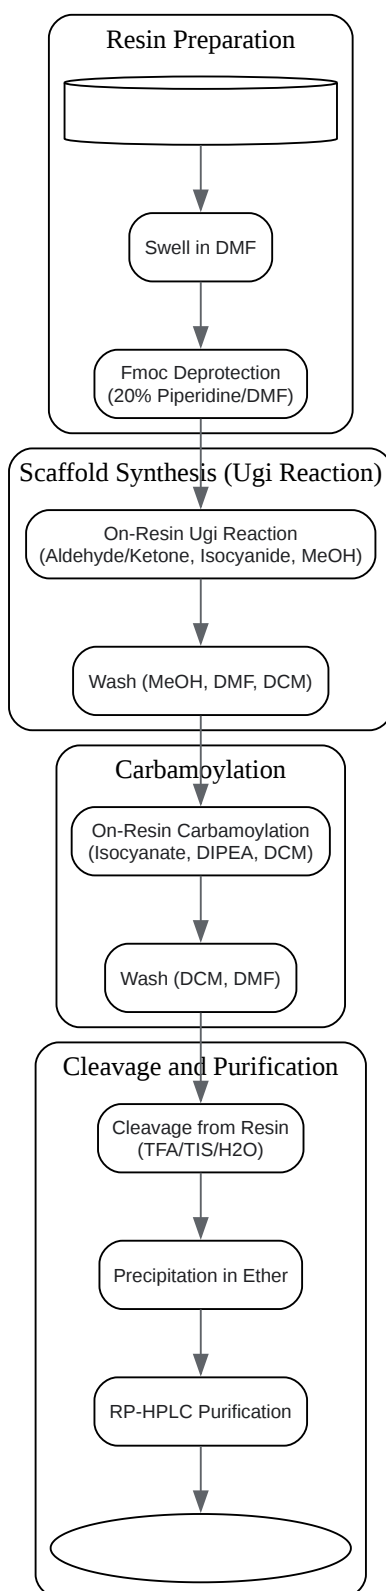 Resin Preparation
Swell in DMF
Fmoc Deprotection
(20% Piperidine/DMF)
Scaffold Synthesis (Ugi Reaction)
On-Resin Ugi Reaction
(Aldehyde/Ketone, Isocyanide, MeOH)
Wash (MeOH, DMF, DCM)
Carbamoylation
On-Resin Carbamoylation
(Isocyanate, DIPEA, DCM)
Wash (DCM, DMF)
Cleavage and Purification
Cleavage from Resin
(TFA/TIS/H2O)
Precipitation in Ether
RP-HPLC Purification